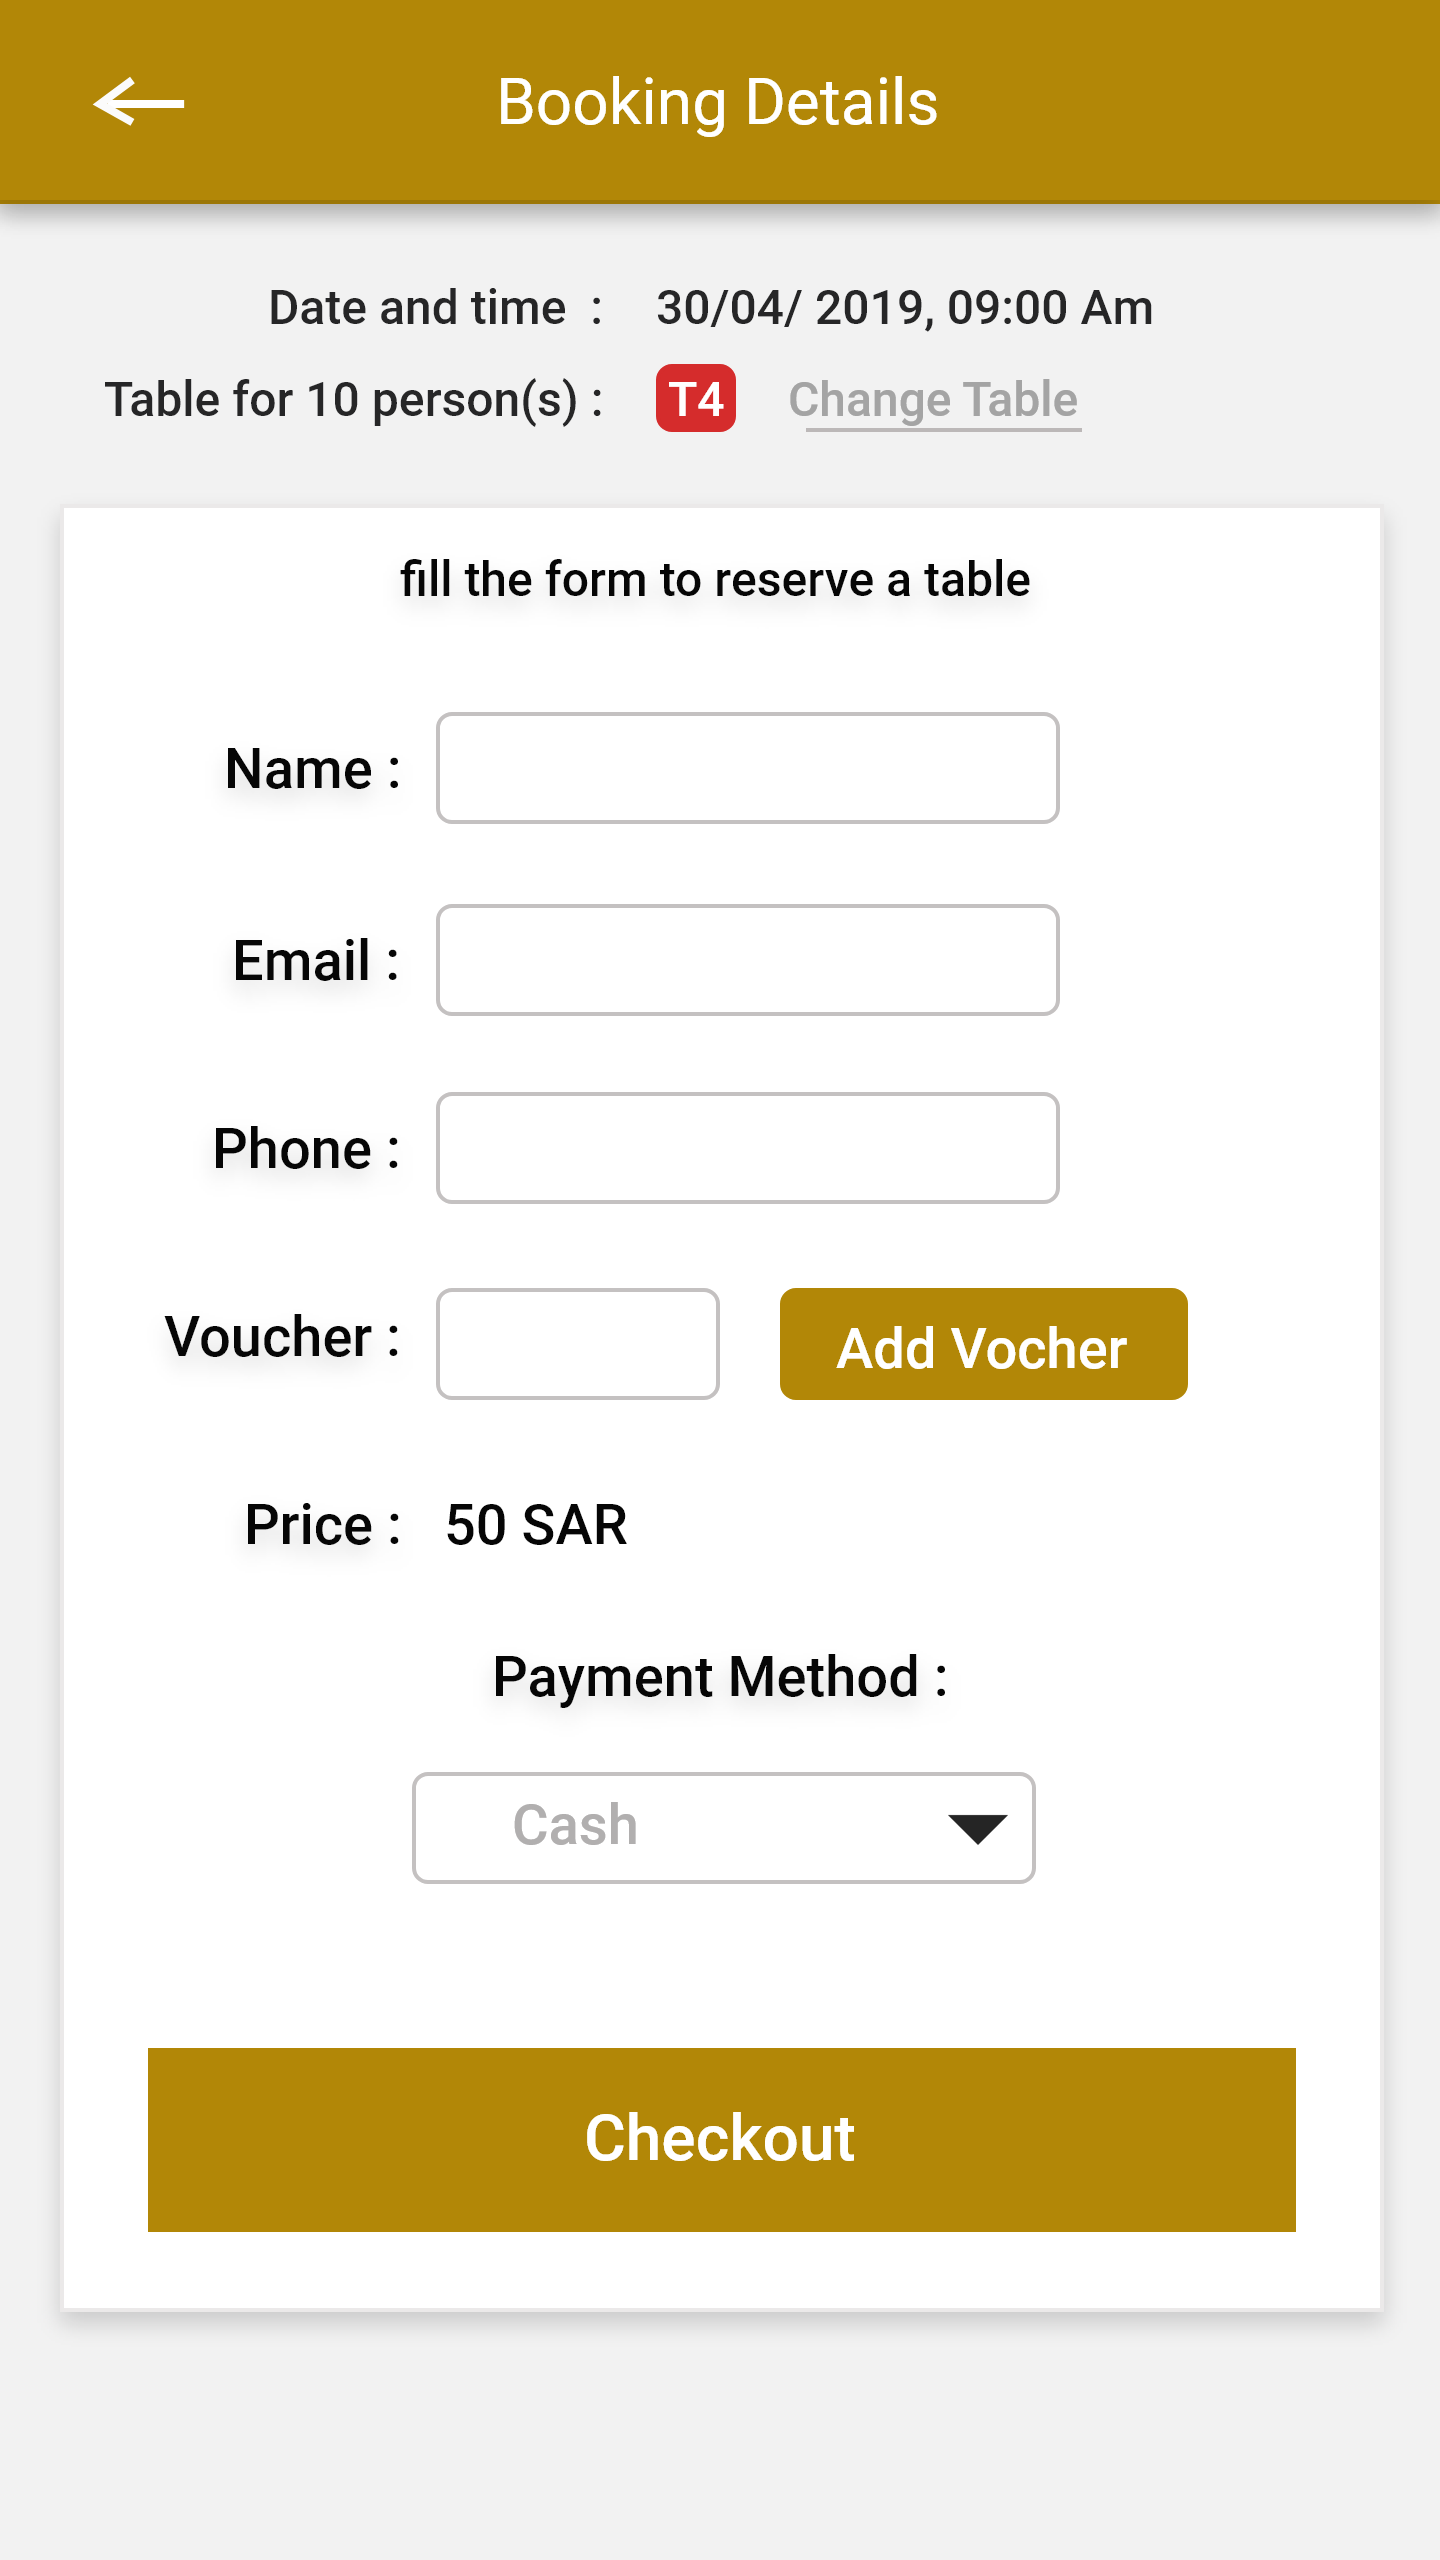 Booking Details
Date and time : 30/04/ 2019, 09:00 Am
Table for 10 person(s) : T4 Change Table
fill the form to reserve a table
Name :
Email :
Phone :
Voucher : Add Vocher
Price : 50 SAR
Payment Method :
Cash
Checkout